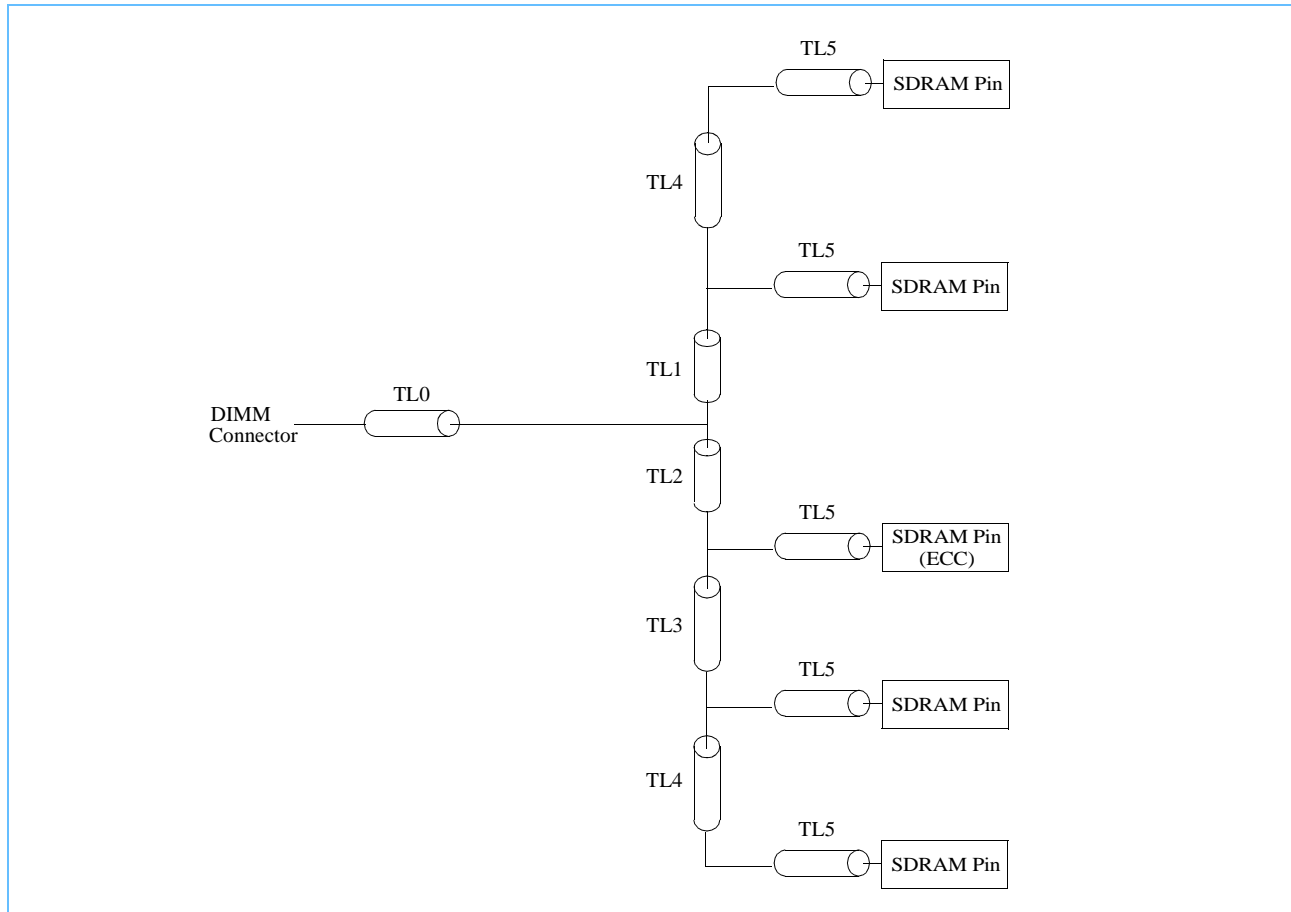 TL5
SDRAM Pin
TL4
TL5
SDRAM Pin
TL1
TL0
DIMM
Connector
TL2
TL5
SDRAM Pin
(ECC)
TL3
TL5
SDRAM Pin
TL4
TL5
SDRAM Pin